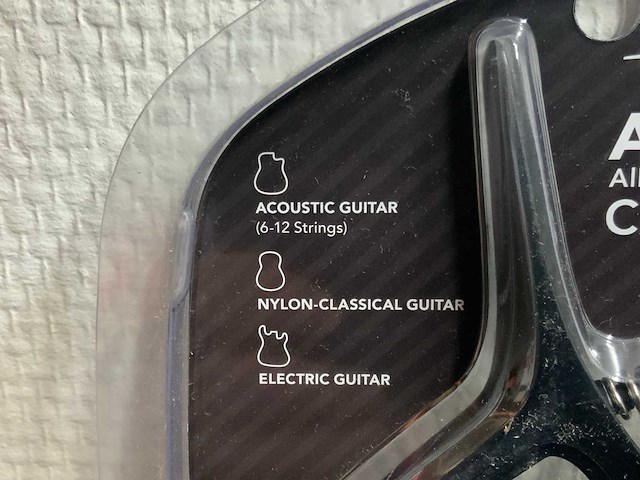 ACOUSTIC GUITAR
(6-12 Strings)
NYLON-CLASSICAL GUITAR
ELECTRIC GUITAR